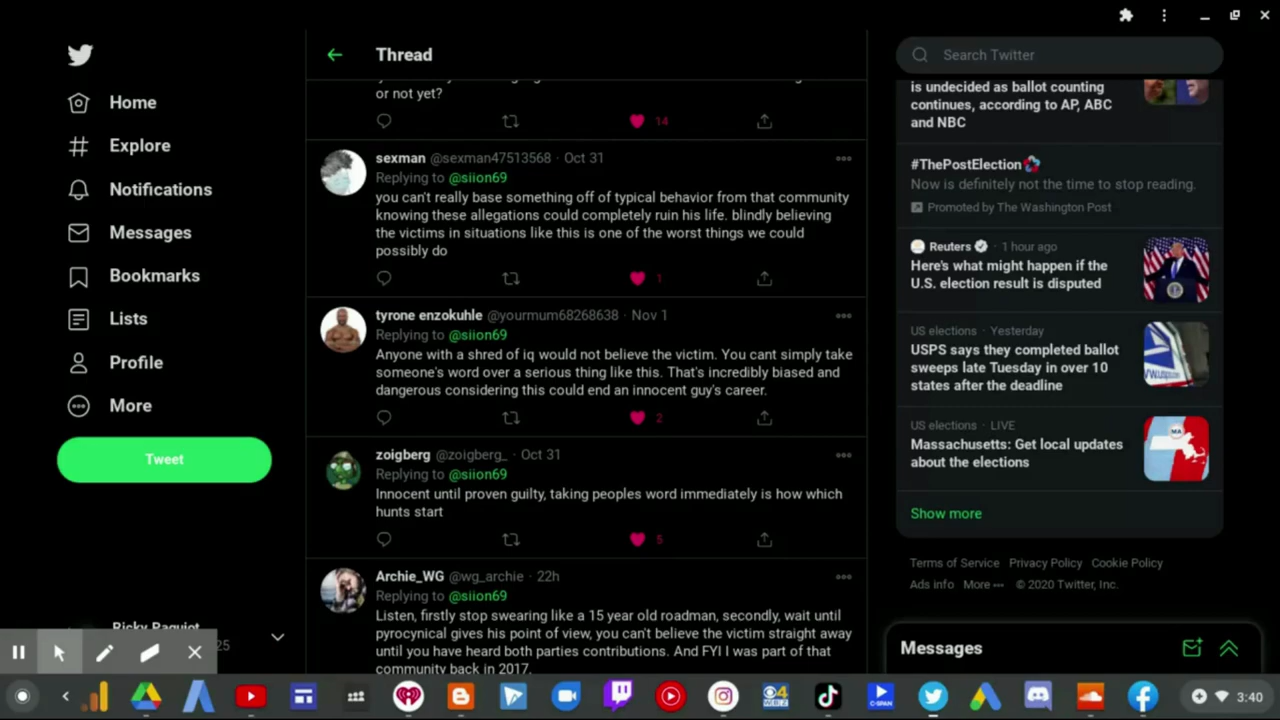 Thread
Search Twitter
Home
Explore
Notifications
Messages
Bookmarks
Lists
Profile
More
Tweet
or not yet?
14
sexman @sexman47513568 · Oct 31
Replying to @siion69
you can't really base something off of typical behavior from that community
knowing these allegations could completely ruin his life. blindly believing
the victims in situations like this is one of the worst things we could
possibly do
1
tyrone enzokuhle @yourmum68268638 · Nov 1
Replying to @siion69
Anyone with a shred of iq would not believe the victim. You cant simply take
someone's word over a serious thing like this. That's incredibly biased and
dangerous considering this could end an innocent guy's career.
2
zoigberg @zoigberg_ · Oct 31
Replying to @siion69
Innocent until proven guilty, taking peoples word immediately is how which
hunts start
5
Archie_WG @wg_archie · 22h
Replying to @siion69
Listen, firstly stop swearing like a 15 year old roadman, secondly, wait until
pyrocynical gives his point of view, you can't believe the victim straight away
until you have heard both parties contributions. And FYI I was part of that
community back in 2017.
is undecided as ballot counting
continues, according to AP, ABC
and NBC
#ThePostElection
Now is definitely not the time to stop reading.
Promoted by The Washington Post
Reuters · 1 hour ago
Here's what might happen if the
U.S. election result is disputed
US elections · Yesterday
USPS says they completed ballot
sweeps late Tuesday in over 10
states after the deadline
US elections · LIVE
Massachusetts: Get local updates
about the elections
MA
Show more
Terms of Service Privacy Policy Cookie Policy
Ads info More ··· © 2020 Twitter, Inc.
Messages
Ricky Paquiot
25
3:40